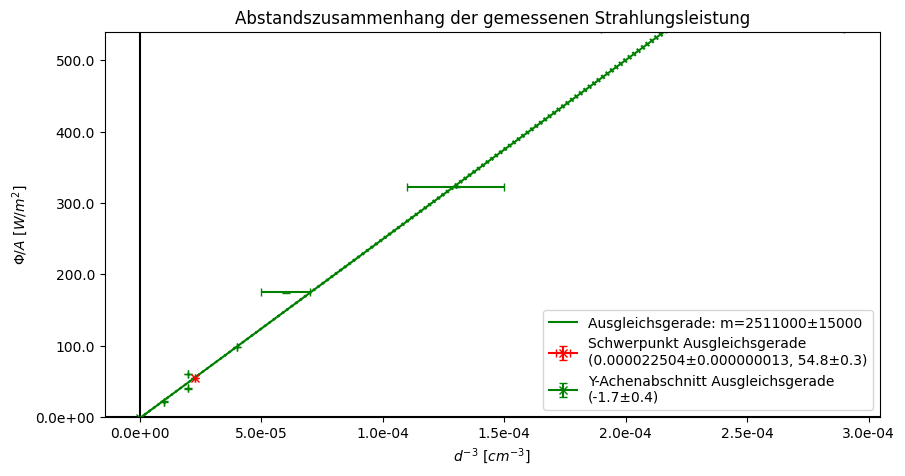 Abstandszusammenhang der gemessenen Strahlungsleistung
500.0
400.0
300.0
200.0
100.0
0.0e+00
Φ/A [W/m²]
Ausgleichsgerade: m=2511000±15000
Schwerpunkt Ausgleichsgerade
(0.000022504±0.000000013, 54.8±0.3)
Y-Achenabschnitt Ausgleichsgerade
(-1.7±0.4)
0.0e+00 5.0e-05 1.0e-04 1.5e-04 2.0e-04 2.5e-04 3.0e-04
d⁻³ [cm⁻³]